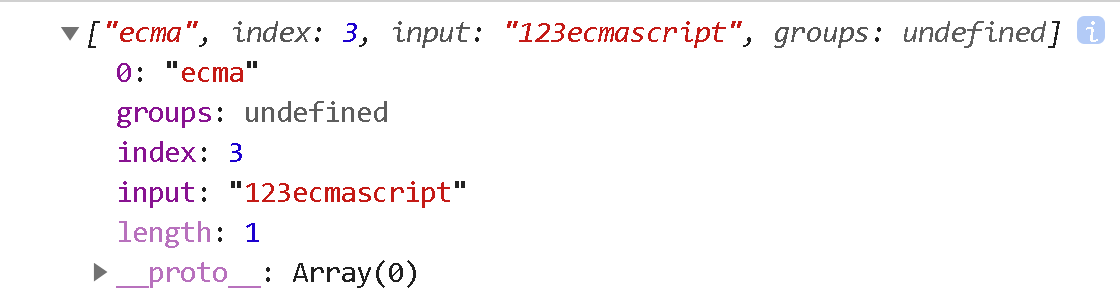 ["ecma", index: 3, input: "123ecmascript", groups: undefined] i
0: "ecma"
groups: undefined
index: 3
input: "123ecmascript"
length: 1
__proto__: Array(0)